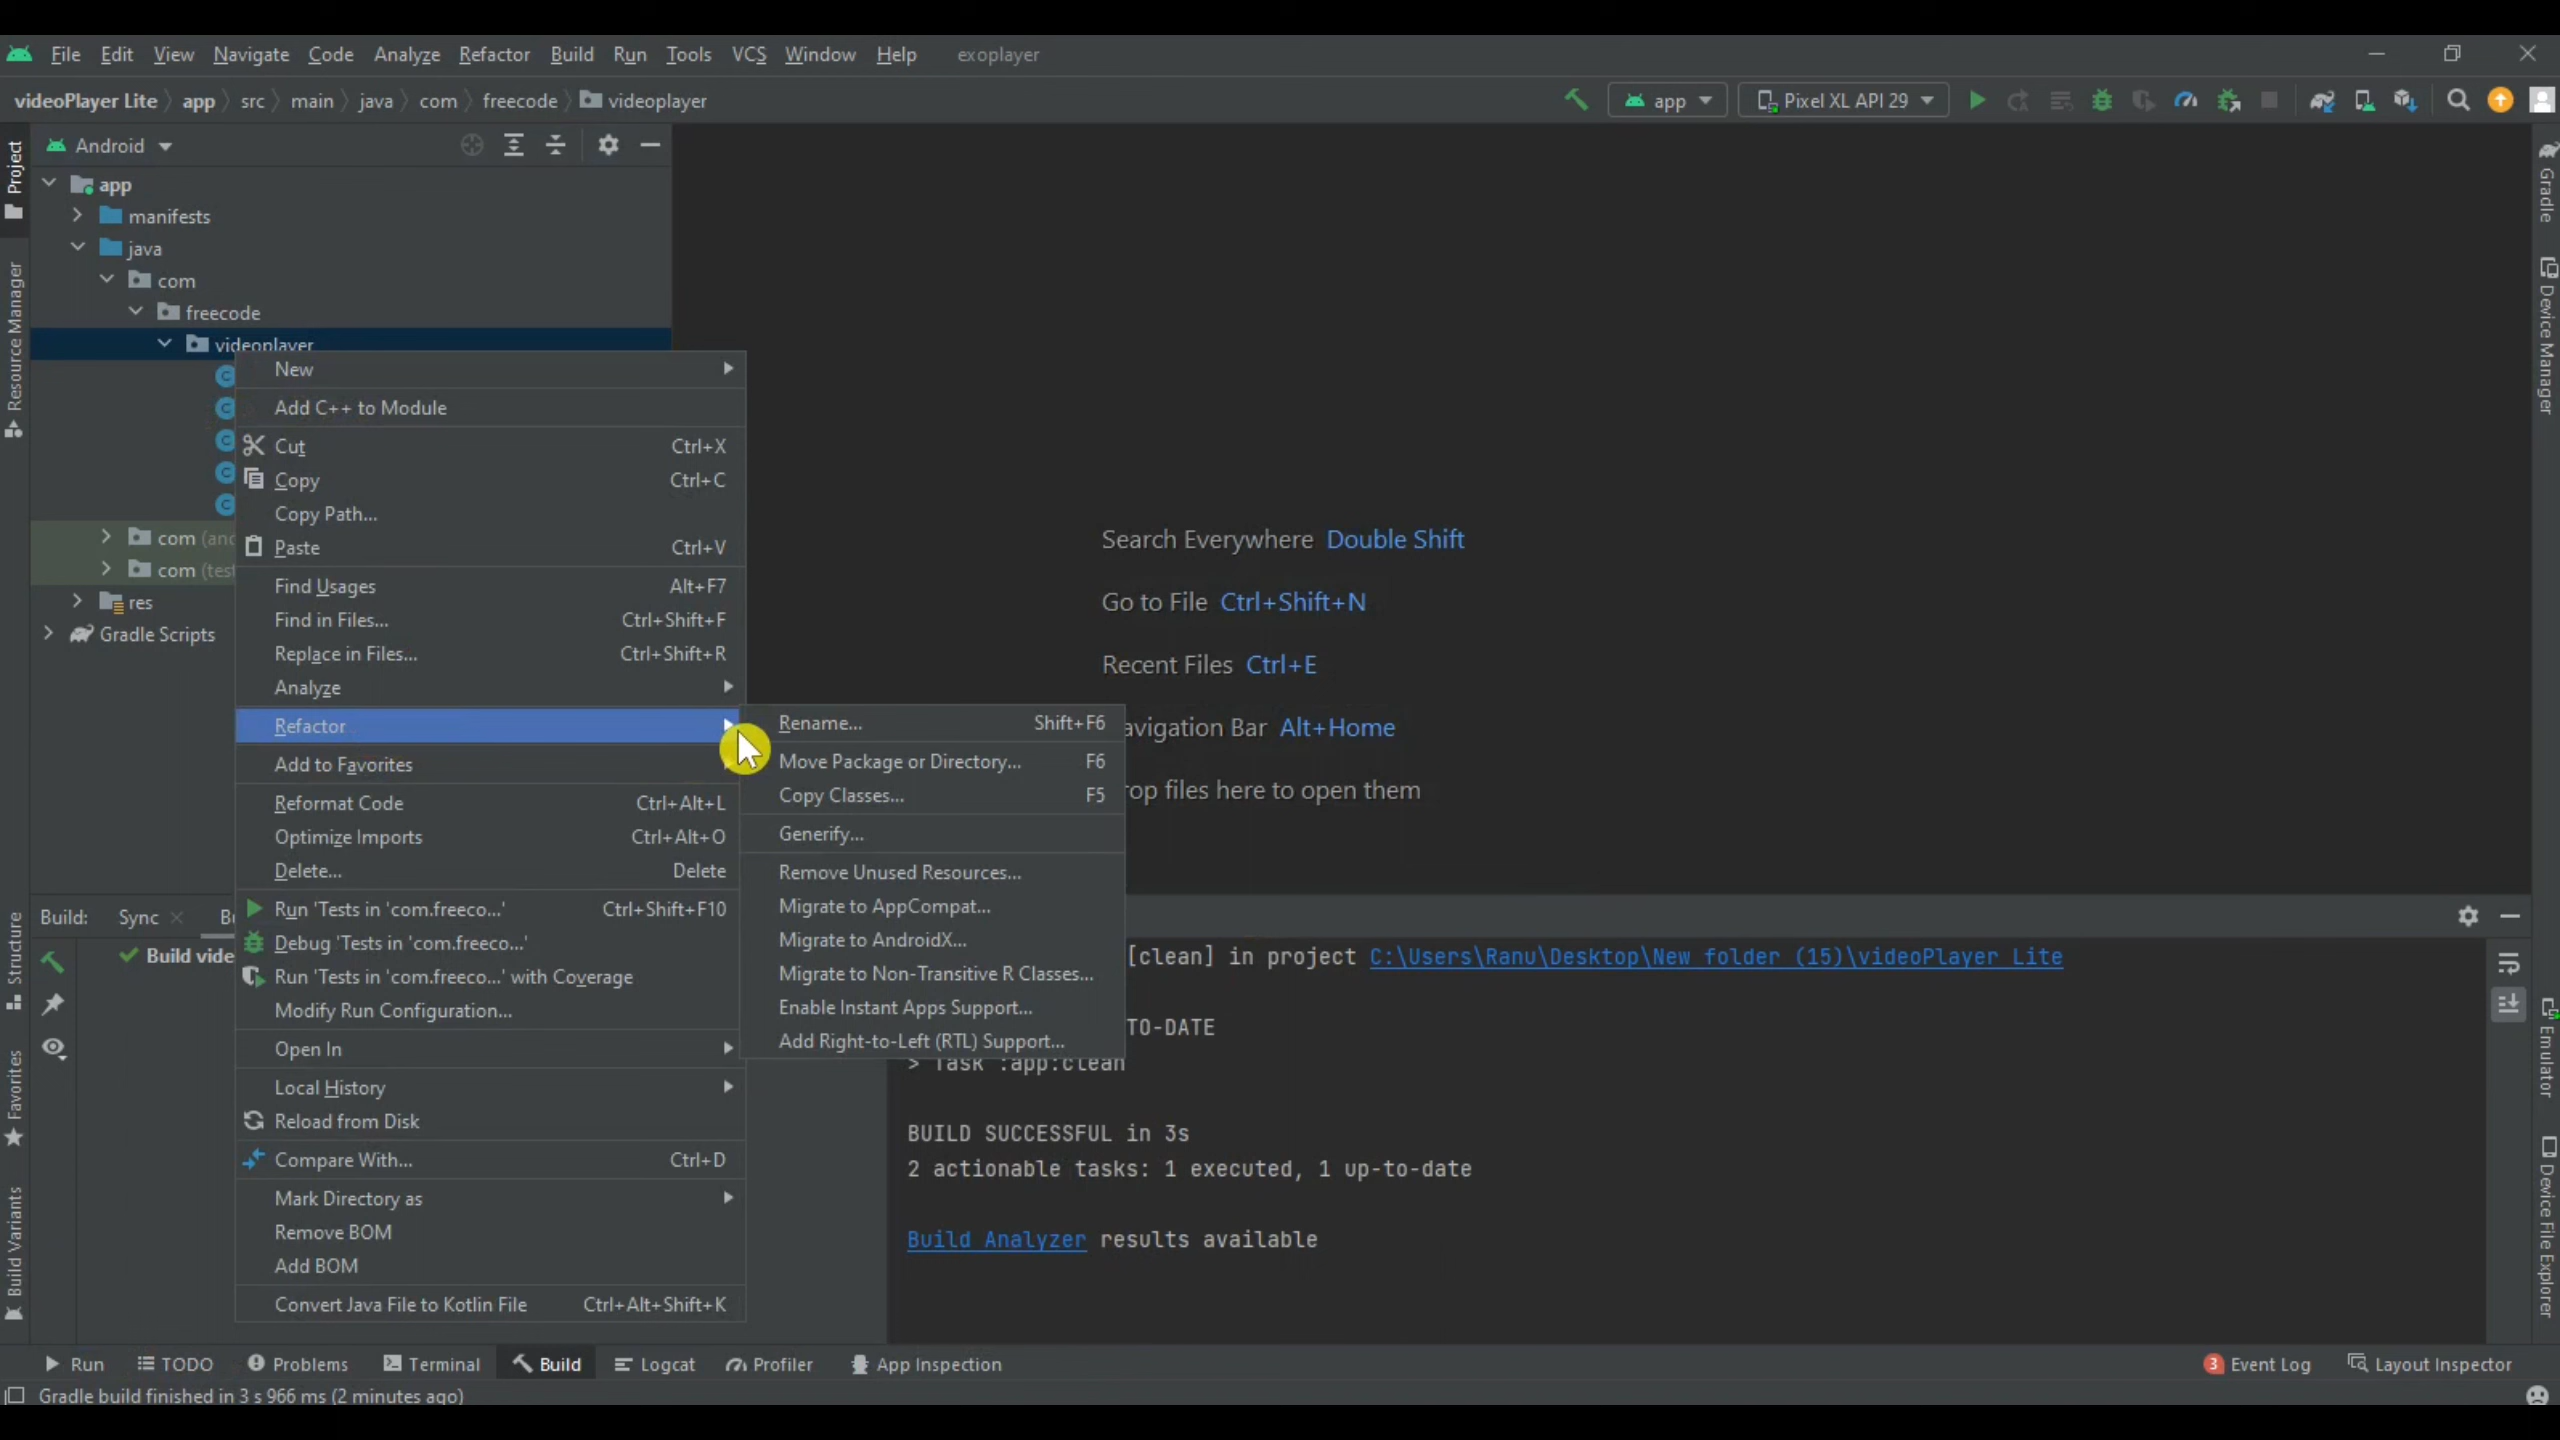 File Edit View Navigate Code Analyze Refactor Build Run Tools VCS Window Help exoplayer
videoPlayer Lite app src main java com freecode videoplayer
app Pixel XL API 29
Android
Project
Resource Manager
Structure
Favorites
Build Variants
app
manifests
java
com
freecode
videoplayer
com (and
com (test
res
Gradle Scripts
New
Add C++ to Module
Cut Ctrl+X
Copy Ctrl+C
Copy Path...
Paste Ctrl+V
Find Usages Alt+F7
Find in Files... Ctrl+Shift+F
Replace in Files... Ctrl+Shift+R
Analyze
Refactor
Add to Favorites
Reformat Code Ctrl+Alt+L
Optimize Imports Ctrl+Alt+O
Delete... Delete
Run 'Tests in 'com.freeco...' Ctrl+Shift+F10
Debug 'Tests in 'com.freeco...'
Run 'Tests in 'com.freeco...' with Coverage
Modify Run Configuration...
Open In
Local History
Reload from Disk
Compare With... Ctrl+D
Mark Directory as
Remove BOM
Add BOM
Convert Java File to Kotlin File Ctrl+Alt+Shift+K
Rename... Shift+F6
Move Package or Directory... F6
Copy Classes... F5
Generify...
Remove Unused Resources...
Migrate to AppCompat...
Migrate to AndroidX...
Migrate to Non-Transitive R Classes...
Enable Instant Apps Support...
Add Right-to-Left (RTL) Support...
Search Everywhere Double Shift
Go to File Ctrl+Shift+N
Recent Files Ctrl+E
avigation Bar Alt+Home
rop files here to open them
Build: Sync
Build vide
[clean] in project C:\Users\Ranu\Desktop\New folder (15)\videoPlayer Lite
TO-DATE
> Task :app:clean
BUILD SUCCESSFUL in 3s
2 actionable tasks: 1 executed, 1 up-to-date
Build Analyzer results available
Gradle
Device Manager
Emulator
Device File Explorer
Run TODO Problems Terminal Build Logcat Profiler App Inspection 3 Event Log Layout Inspector
Gradle build finished in 3 s 966 ms (2 minutes ago)